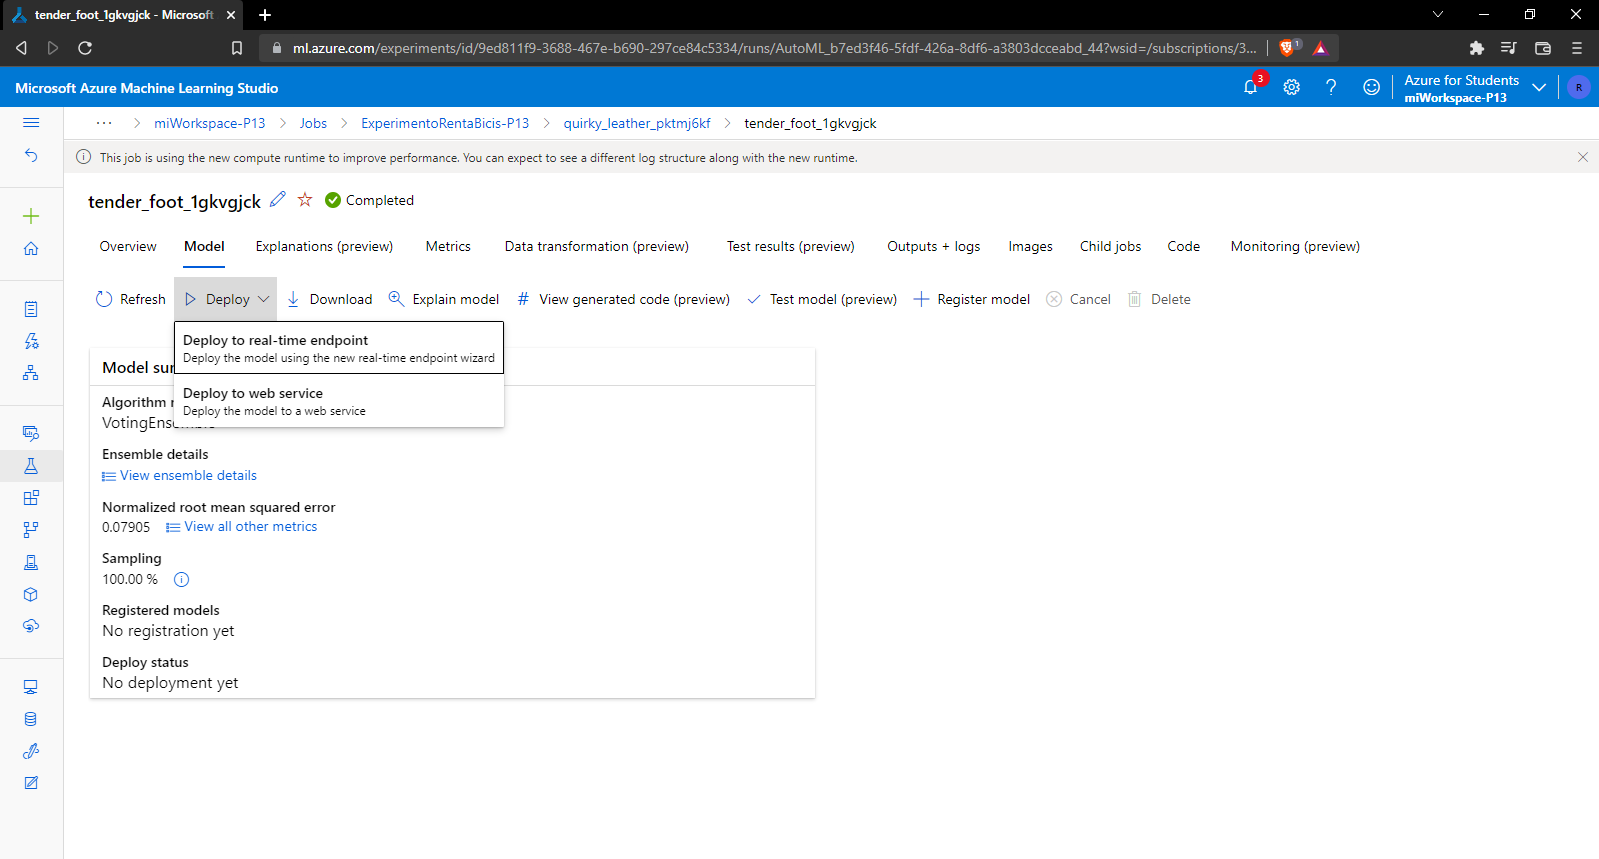 tender_foot_1gkvgjck - Microsoft
ml.azure.com/experiments/id/9ed811f9-3688-467e-b690-297ce84c5334/runs/AutoML_b7ed3f46-5fdf-426a-8df6-a3803dcceabd_44?wsid=/subscriptions/3...
1
Microsoft Azure Machine Learning Studio
3
Azure for Students
miWorkspace-P13
R
... > miWorkspace-P13 > Jobs > ExperimentoRentaBicis-P13 > quirky_leather_pktmj6kf > tender_foot_1gkvgjck
This job is using the new compute runtime to improve performance. You can expect to see a different log structure along with the new runtime.
tender_foot_1gkvgjck Completed
Overview Model Explanations (preview) Metrics Data transformation (preview) Test results (preview) Outputs + logs Images Child jobs Code Monitoring (preview)
Refresh Deploy Download Explain model # View generated code (preview) Test model (preview) Register model Cancel Delete
Deploy to real-time endpoint
Deploy the model using the new real-time endpoint wizard
Deploy to web service
Deploy the model to a web service
Model sur
Algorithm
VotingEnsemble
Ensemble details
View ensemble details
Normalized root mean squared error
0.07905 View all other metrics
Sampling
100.00 %
Registered models
No registration yet
Deploy status
No deployment yet